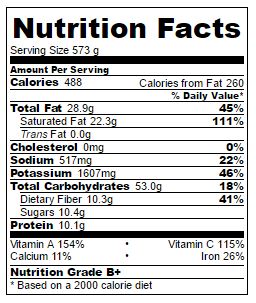 Nutrition Facts
Serving Size 573 g
Amount Per Serving
Calories 488 Calories from Fat 260
% Daily Value*
Total Fat 28.9g 45%
Saturated Fat 22.3g 111%
Trans Fat 0.0g
Cholesterol 0mg 0%
Sodium 517mg 22%
Potassium 1607mg 46%
Total Carbohydrates 53.0g 18%
Dietary Fiber 10.3g 41%
Sugars 10.4g
Protein 10.1g
Vitamin A 154% • Vitamin C 115%
Calcium 11% • Iron 26%
Nutrition Grade B+
* Based on a 2000 calorie diet